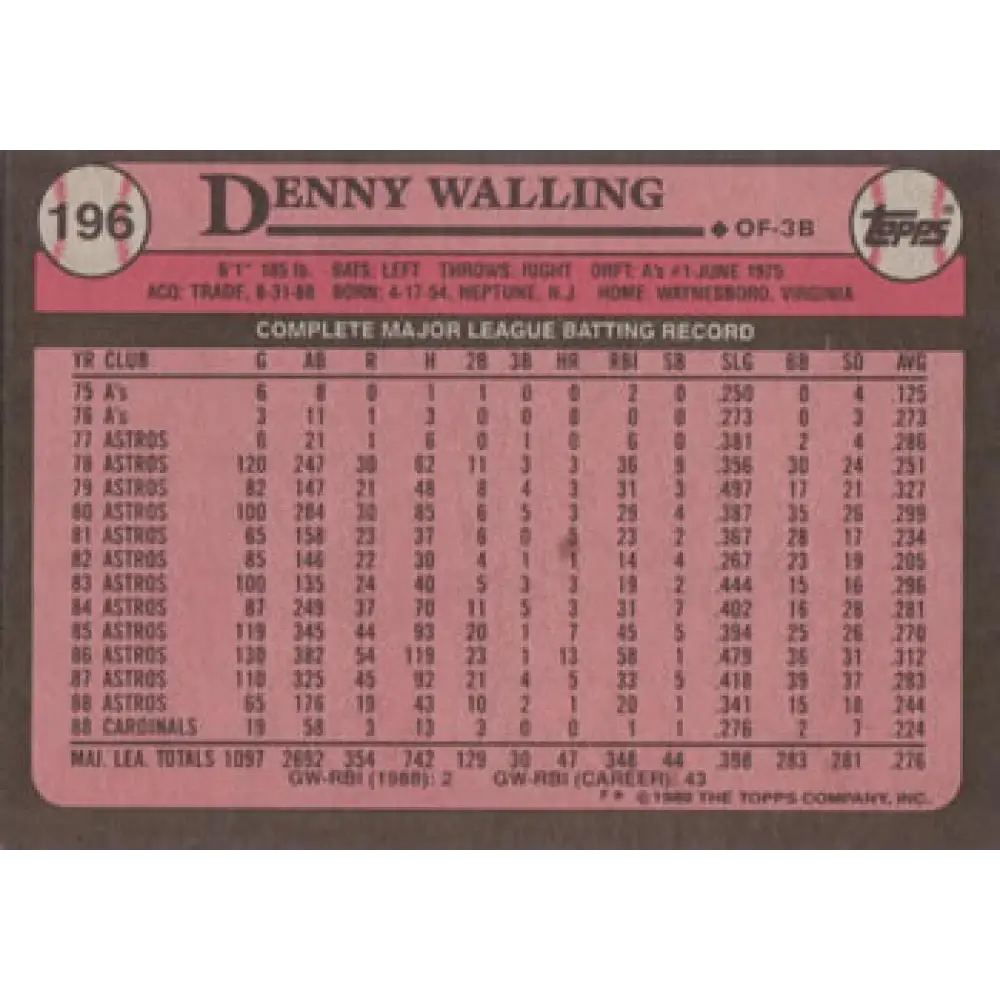 196 DENNY WALLING ◆ OF-3B Topps
6'1" 185 lb. BATS: LEFT THROWS: RIGHT DRFT: A's #1-JUNE 1975
ACQ: TRADE, 8-31-88 BORN: 4-17-54, NEPTUNE, N.J. HOME: WAYNESBORO, VIRGINIA
COMPLETE MAJOR LEAGUE BATTING RECORD
YR CLUB G AB R H 2B 3B HR RBI SB SLG BB SO AVG
75 A's 6 8 0 1 1 0 0 2 0 .250 0 4 .125
76 A's 3 11 1 3 0 0 0 0 0 .273 0 3 .273
77 ASTROS 6 21 1 6 0 1 0 6 0 .381 2 4 .286
78 ASTROS 120 247 30 62 11 3 3 36 9 .356 30 24 .251
79 ASTROS 82 147 21 48 8 4 3 31 3 .497 17 21 .327
80 ASTROS 100 284 30 85 6 5 3 29 4 .387 35 26 .299
81 ASTROS 65 158 23 37 6 0 5 23 2 .367 28 17 .234
82 ASTROS 85 146 22 30 4 1 1 14 4 .267 23 19 .205
83 ASTROS 100 135 24 40 5 3 3 19 2 .444 15 16 .296
84 ASTROS 87 249 37 70 11 5 3 31 7 .402 16 28 .281
85 ASTROS 119 345 44 93 20 1 7 45 5 .394 25 26 .270
86 ASTROS 130 382 54 119 23 1 13 58 1 .479 36 31 .312
87 ASTROS 110 325 45 92 21 4 5 33 5 .418 39 37 .283
88 ASTROS 65 176 19 43 10 2 1 20 1 .341 15 18 .244
88 CARDINALS 19 58 3 13 3 0 0 1 1 .276 2 7 .224
MAJ. LEA. TOTALS 1097 2692 354 742 129 30 47 348 44 .398 283 281 .276
GW-RBI (1988): 2 GW-RBI (CAREER): 43
F* ©1989 THE TOPPS COMPANY, INC.